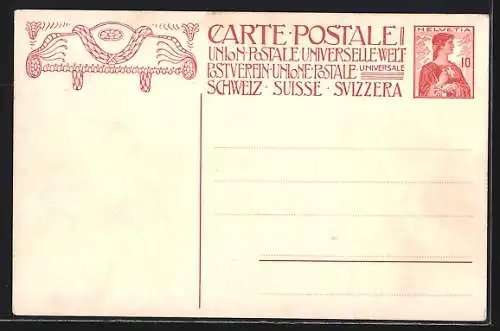 CARTE · POSTALE
UNION · POSTALE UNIVERSELLE WELT
POSTVEREIN · UNIONE · POSTALE UNIVERSALE
SCHWEIZ · SUISSE · SVIZZERA
HELVETIA
10